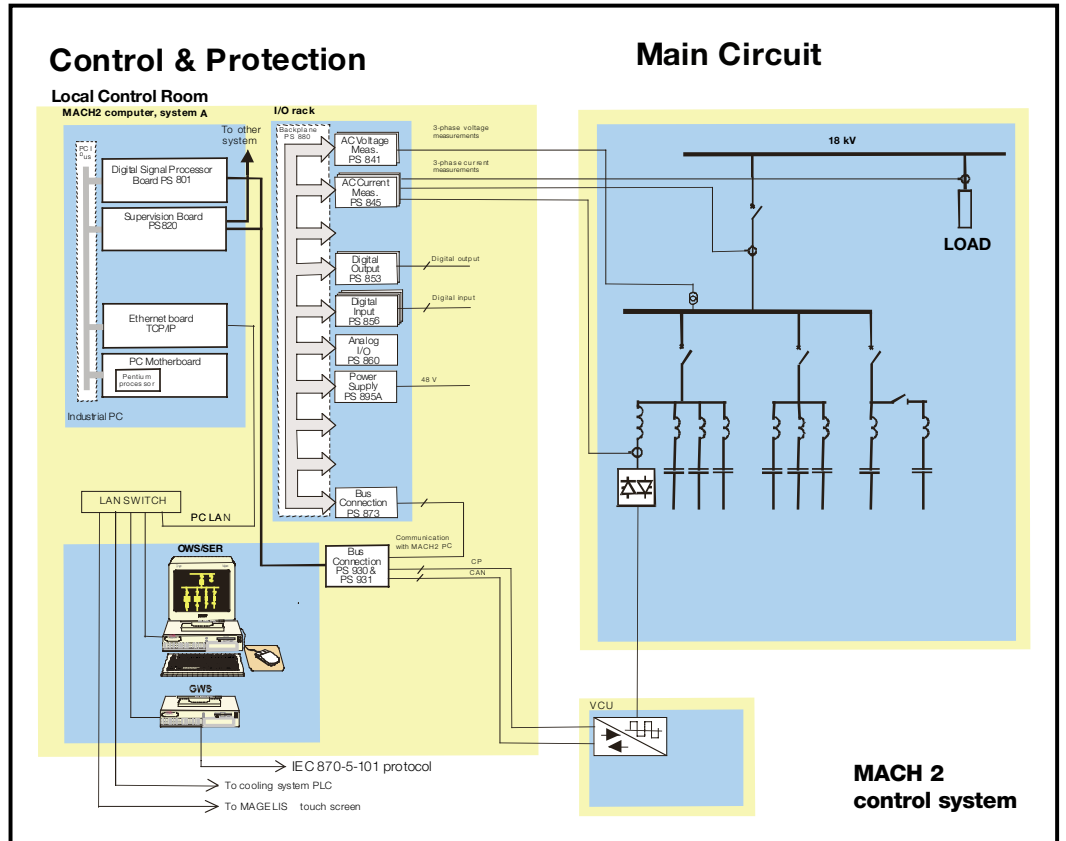 Control & Protection
Main Circuit
Local Control Room
MACH2 computer, system A
I/O rack
To other
system
PC I
o us
Digital Signal Processor
Board PS 801
Supervision Board
PS820
Ethernet board
TCP/IP
PC Motherboard
Pentium
processor
Industrial PC
Backplane
PS 880
AC Voltage
Meas.
PS 841
AC Current
Meas.
PS 845
Digital
Output
PS 853
Digital
Input
PS 856
Analog
I/O
PS 860
Power
Supply
PS 895A
Bus
Connection
PS 873
3-phase voltage
measurements
3-phase current
measurements
Digital output
Digital input
48 V
18 kV
LOAD
LAN SWITCH
PC LAN
Communication
with MACH2 PC
Bus
Connection
PS 930 &
PS 931
CP
CAN
OWS/SER
GWS
VCU
IEC 870-5-101 protocol
To cooling system PLC
To MAGELIS touch screen
MACH 2
control system